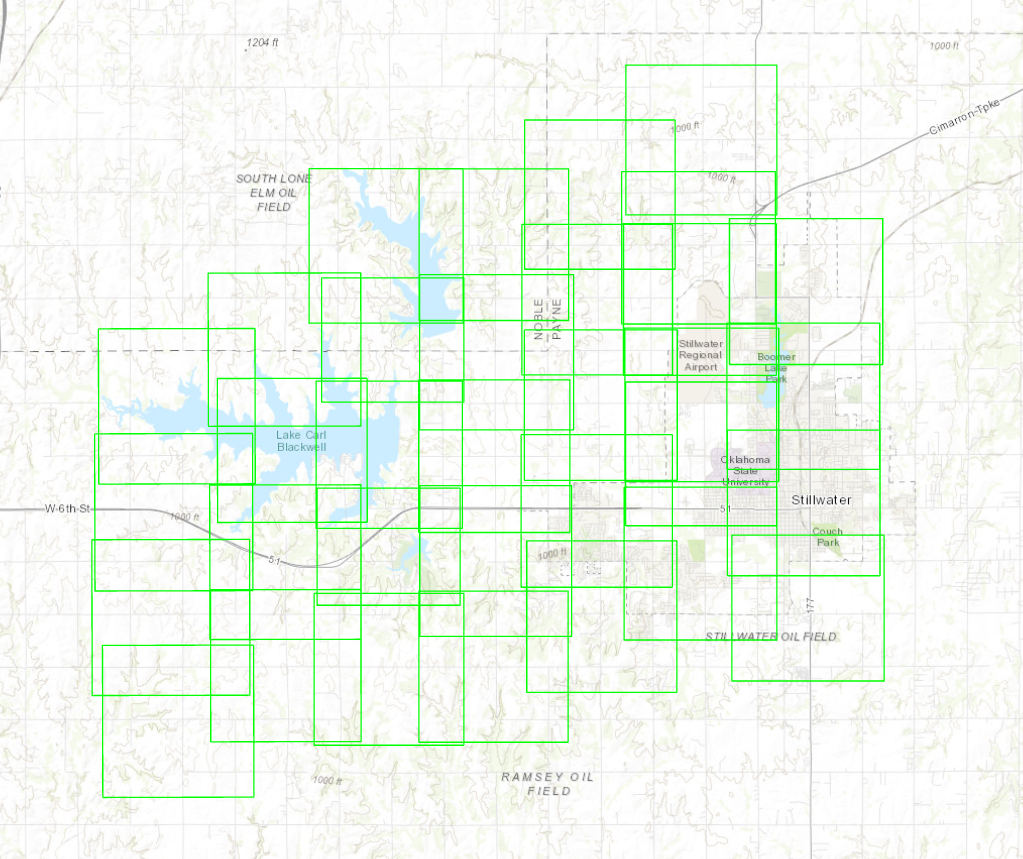 1204 ft
1000 ft
Cimarron-Tpke
1000 ft
1000 ft
SOUTH LONE
ELM OIL
FIELD
NOBLE
PAYNE
Stillwater
Regional
Airport
Boomer
Lake
Park
Lake Carl
Blackwell
Oklahoma
State
University
Stillwater
W-6th-St
1000 ft
51
51
Couch
Park
1000 ft
177
STILLWATER OIL FIELD
1000 ft
RAMSEY OIL
FIELD